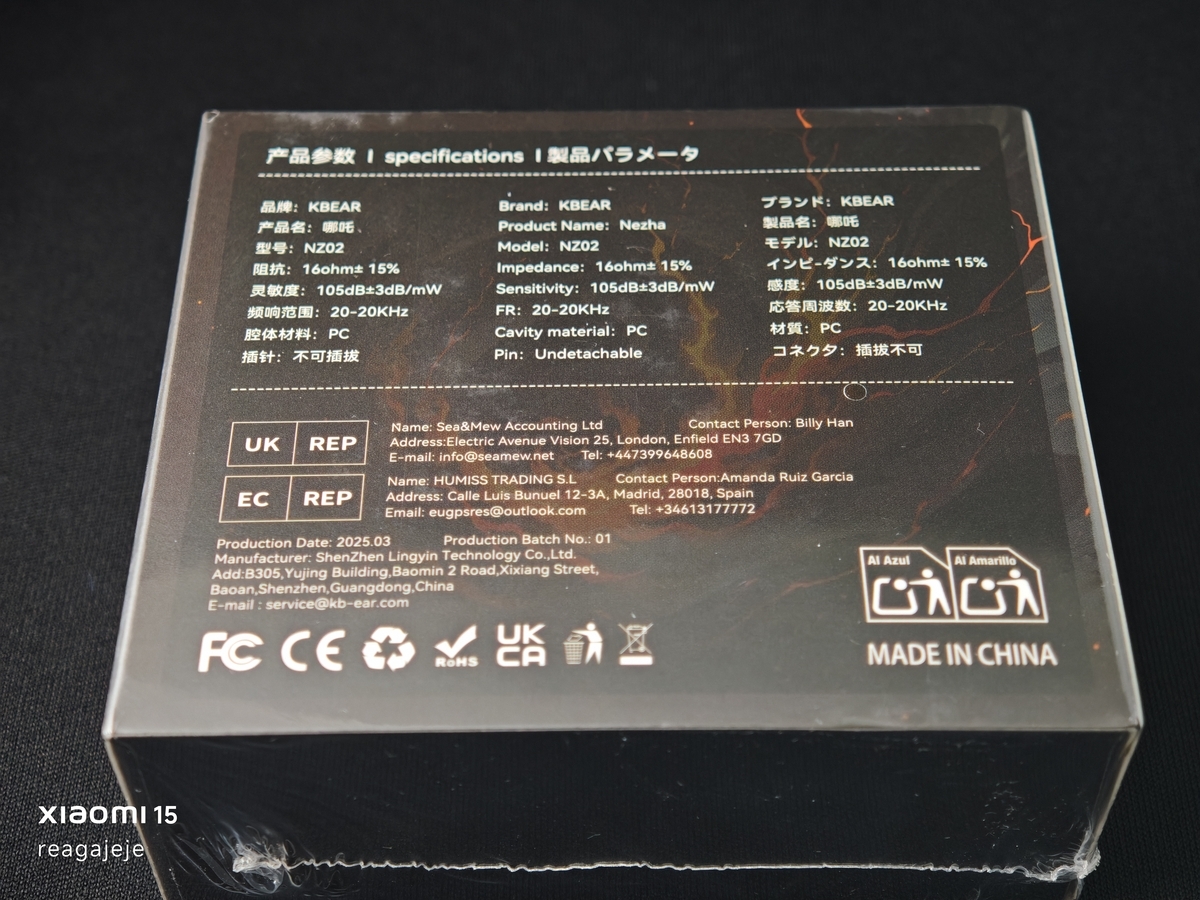 产品参数 | specifications | 製品パラメータ
品牌：KBEAR
产品名：哪吒
型号：NZ02
阻抗：16ohm± 15%
灵敏度：105dB±3dB/mW
频响范围：20-20KHz
腔体材料：PC
插针：不可插拔
Brand: KBEAR
Product Name: Nezha
Model: NZ02
Impedance: 16ohm± 15%
Sensitivity: 105dB±3dB/mW
FR: 20-20KHz
Cavity material: PC
Pin: Undetachable
ブランド：KBEAR
製品名：哪吒
モデル：NZ02
インピ-ダンス：16ohm± 15%
感度：105dB±3dB/mW
応答周波数：20-20KHz
材質：PC
コネクタ：插拔不可
UK REP
Name: Sea&Mew Accounting Ltd Contact Person: Billy Han
Address:Electric Avenue Vision 25, London, Enfield EN3 7GD
E-mail: info@seamew.net Tel: +447399648608
EC REP
Name: HUMISS TRADING S.L Contact Person:Amanda Ruiz Garcia
Address: Calle Luis Bunuel 12-3A, Madrid, 28018, Spain
Email: eugpsres@outlook.com Tel: +34613177772
Production Date: 2025.03 Production Batch No.: 01
Manufacturer: ShenZhen Lingyin Technology Co.,Ltd.
Add:B305,Yujing Building,Baomin 2 Road,Xixiang Street,
Baoan,Shenzhen,Guangdong,China
E-mail : service@kb-ear.com
FC CE RoHS UK CA
Al Azul Al Amarillo
MADE IN CHINA
xiaomi 15
reagajeje